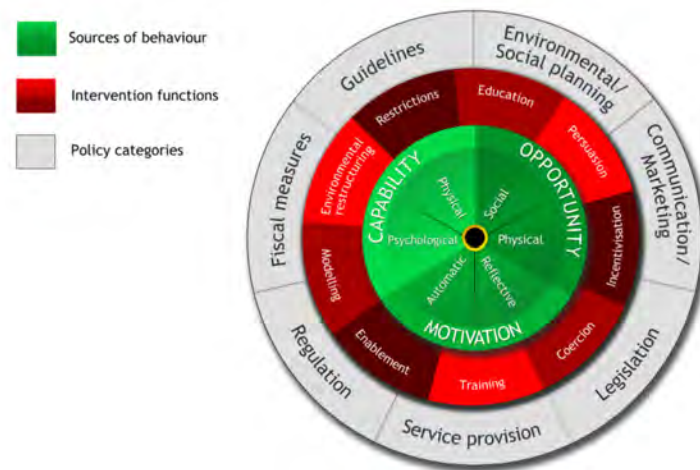 Sources of behaviour
Intervention functions
Policy categories
Guidelines
Environmental/
Social planning
Communication/
Marketing
Legislation
Service provision
Regulation
Fiscal measures
Restrictions
Education
Persuasion
Incentivisation
Coercion
Training
Enablement
Modelling
Environmental
restructuring
CAPABILITY
OPPORTUNITY
MOTIVATION
Physical
Social
Psychological
Physical
Automatic
Reflective